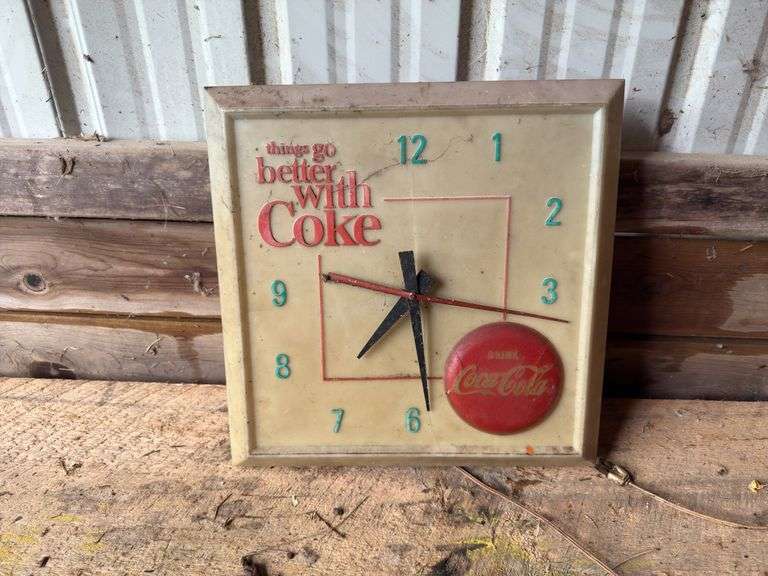 things go
better
with
Coke
12
1
2
3
6
7
8
9
DRINK
Coca-Cola